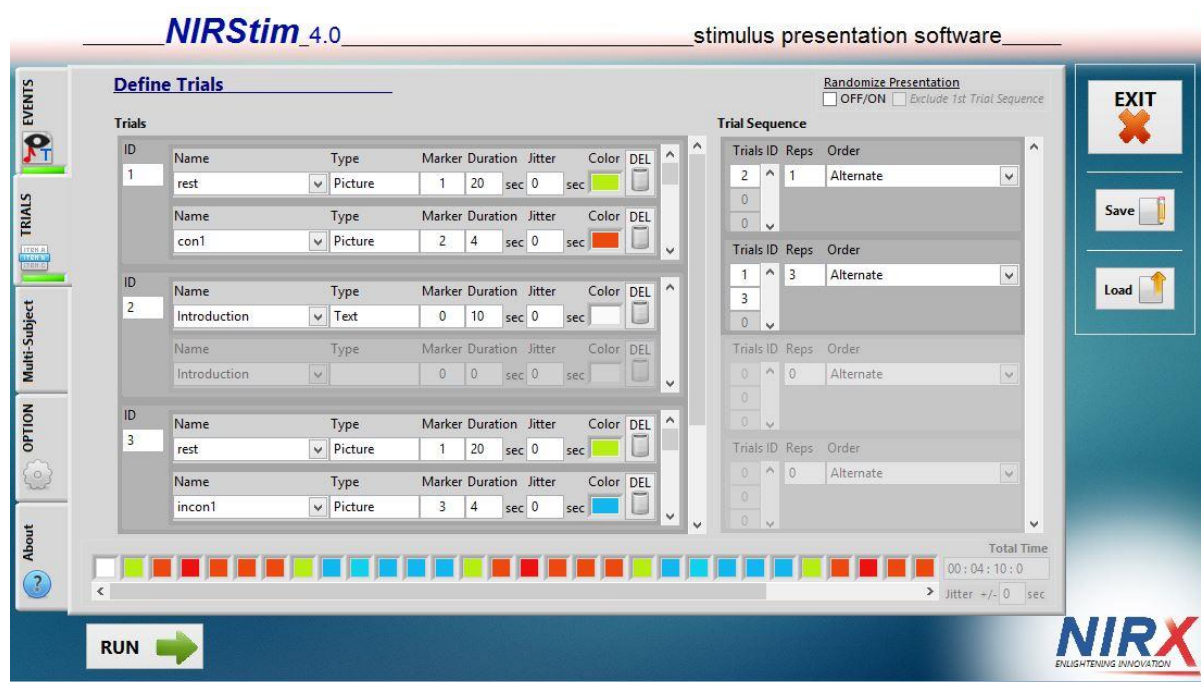 NIRStim 4.0 stimulus presentation software
EVENTS
TRIALS
ITEM A
ITEM B
ITEM C
Multi-Subject
OPTION
About
Define Trials
Randomize Presentation
OFF/ON Exclude 1st Trial Sequence
Trials
ID
1
Name Type Marker Duration Jitter Color DEL
rest Picture 1 20 sec 0 sec
Name Type Marker Duration Jitter Color DEL
con1 Picture 2 4 sec 0 sec
ID
2
Name Type Marker Duration Jitter Color DEL
Introduction Text 0 10 sec 0 sec
Name Type Marker Duration Jitter Color DEL
Introduction 0 0 sec 0 sec
ID
3
Name Type Marker Duration Jitter Color DEL
rest Picture 1 20 sec 0 sec
Name Type Marker Duration Jitter Color DEL
incon1 Picture 3 4 sec 0 sec
Trial Sequence
Trials ID Reps Order
2 1 Alternate
0
0
Trials ID Reps Order
1 3 Alternate
3
0
Trials ID Reps Order
0 0 Alternate
0
0
Trials ID Reps Order
0 0 Alternate
0
0
Total Time
00:04:10:0
Jitter +/- 0 sec
EXIT
Save
Load
RUN
NIRX
ENLIGHTENING INNOVATION